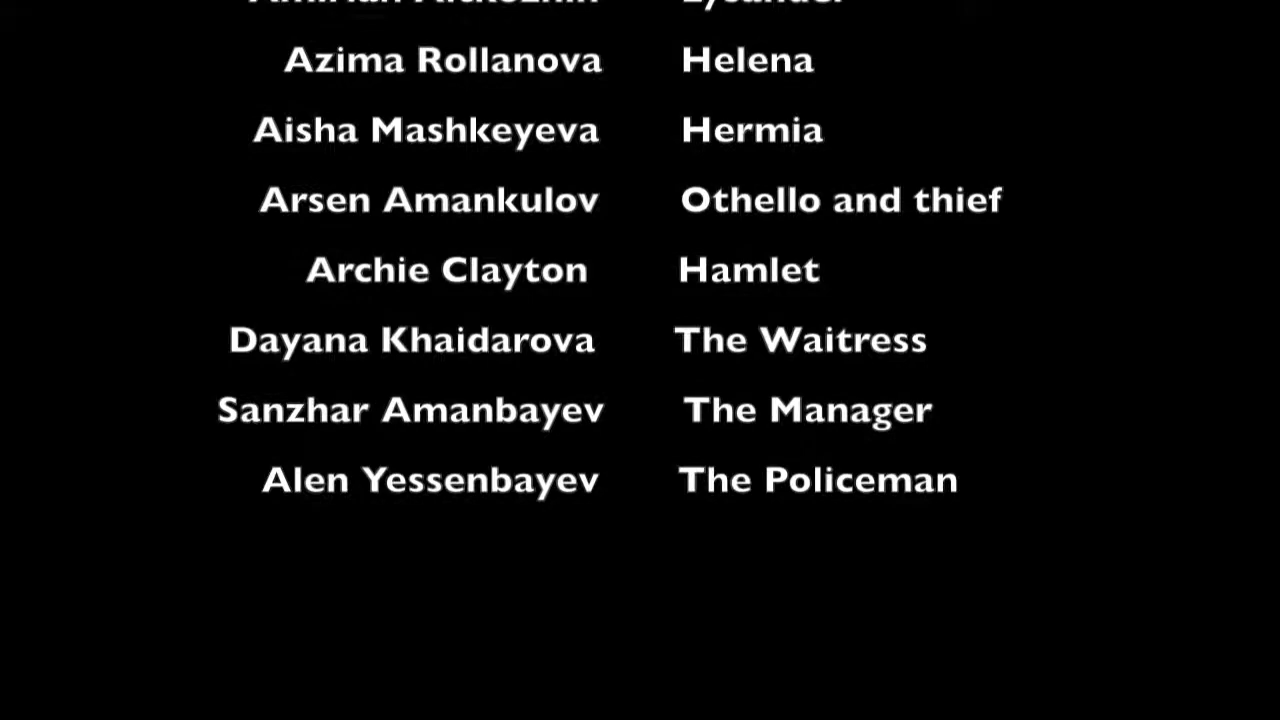 Azima Rollanova Helena
Aisha Mashkeyeva Hermia
Arsen Amankulov Othello and thief
Archie Clayton Hamlet
Dayana Khaidarova The Waitress
Sanzhar Amanbayev The Manager
Alen Yessenbayev The Policeman